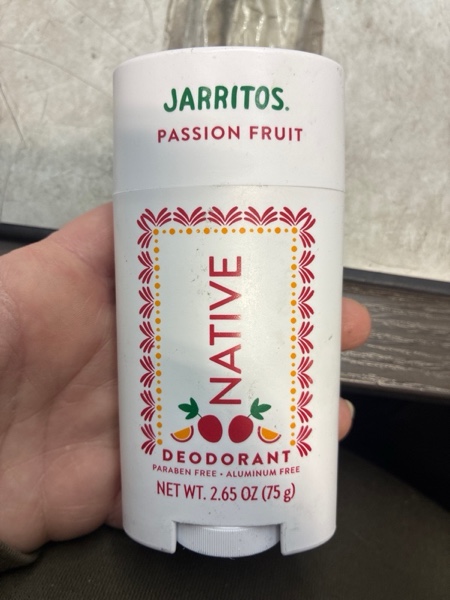 JARRITOS.
PASSION FRUIT
NATIVE
DEODORANT
PARABEN FREE • ALUMINUM FREE
NET WT. 2.65 OZ (75 g)